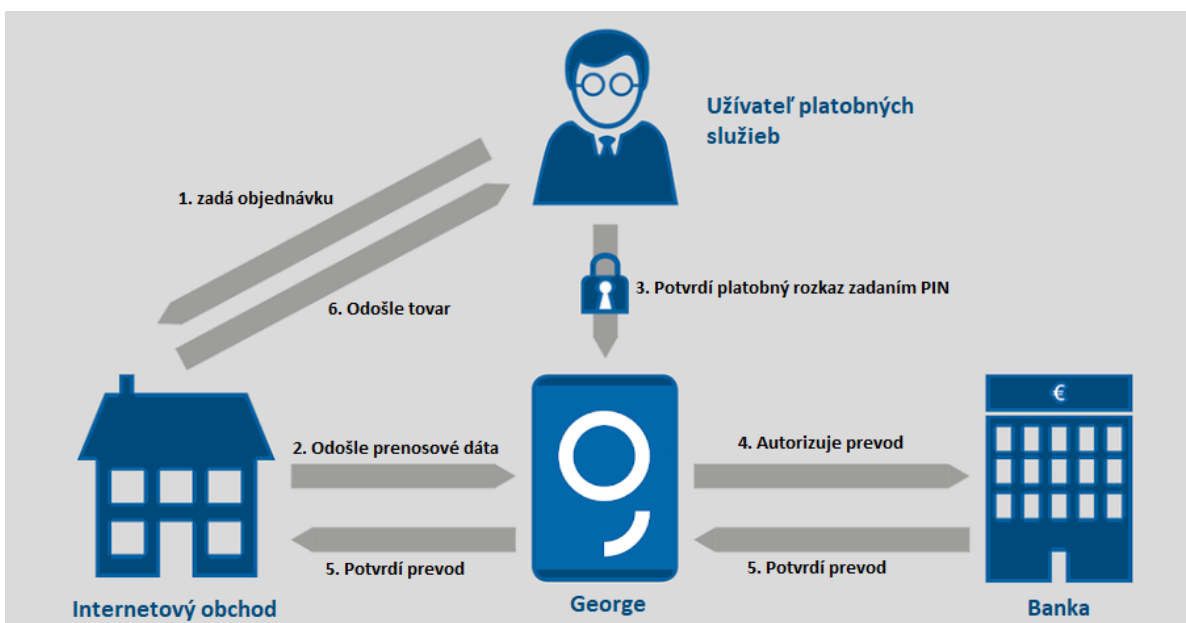 Užívateľ platobných
služieb
1. zadá objednávku
3. Potvrdí platobný rozkaz zadaním PIN
6. Odošle tovar
€
2. Odošle prenosové dáta
4. Autorizuje prevod
5. Potvrdí prevod
5. Potvrdí prevod
Internetový obchod
George
Banka